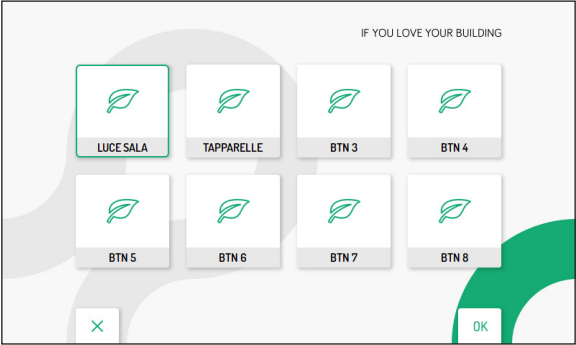 IF YOU LOVE YOUR BUILDING
LUCE SALA
TAPPARELLE
BTN 3
BTN 4
BTN 5
BTN 6
BTN 7
BTN 8
OK